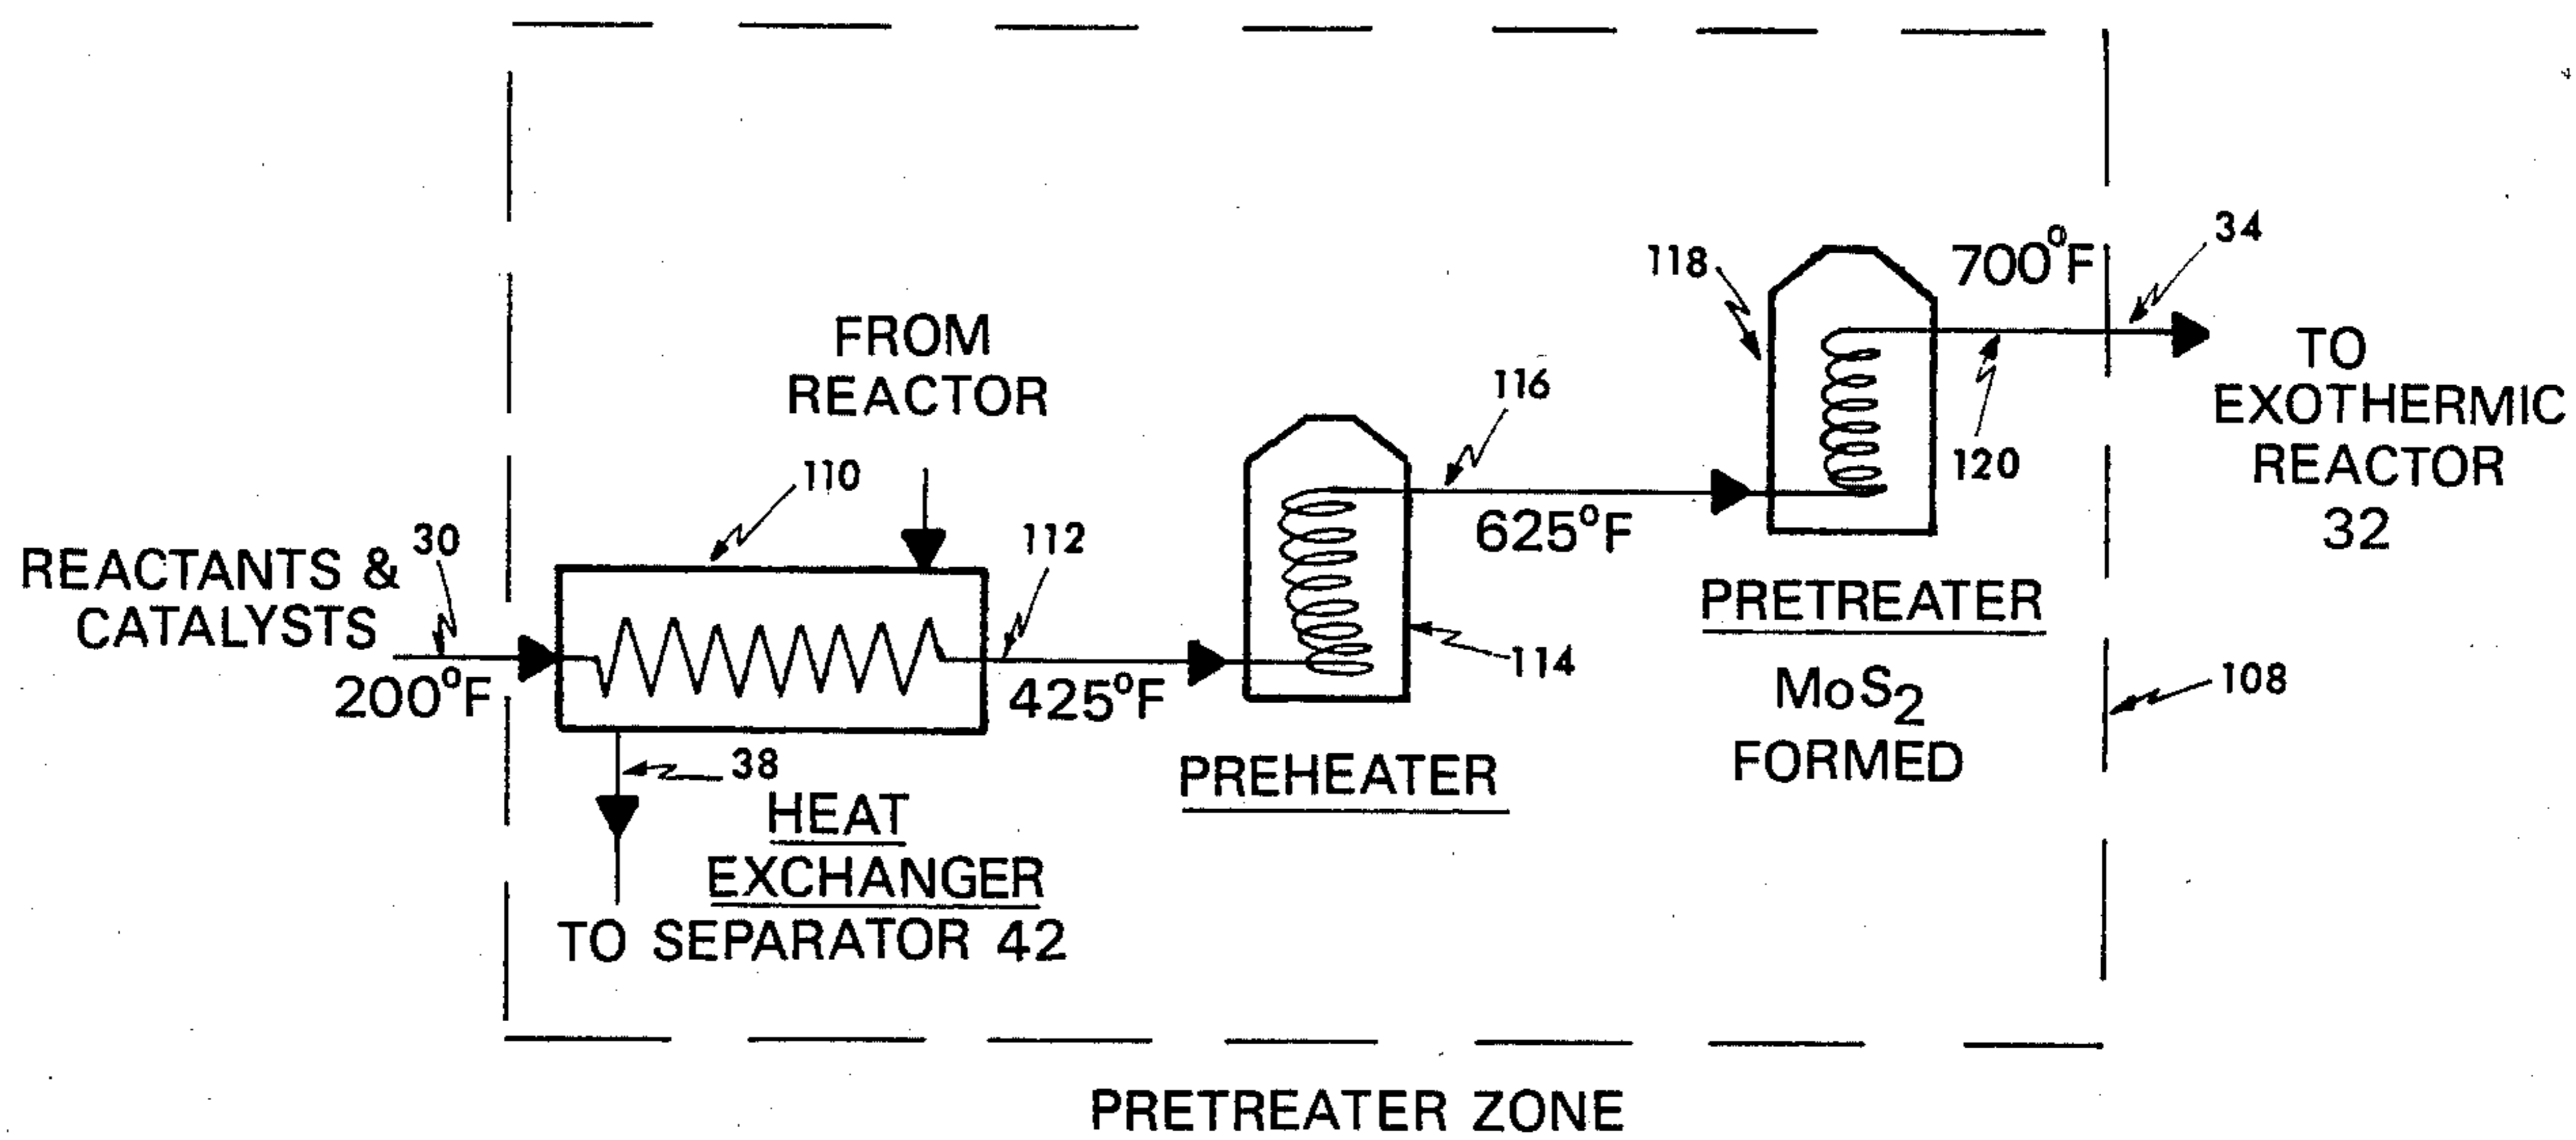 REACTANTS &
CATALYSTS
30
200°F
110
FROM
REACTOR
112
425°F
38
HEAT
EXCHANGER
TO SEPARATOR 42
114
PREHEATER
116
625°F
118
PRETREATER
MoS2
FORMED
700°F
120
34
TO
EXOTHERMIC
REACTOR
32
108
PRETREATER ZONE